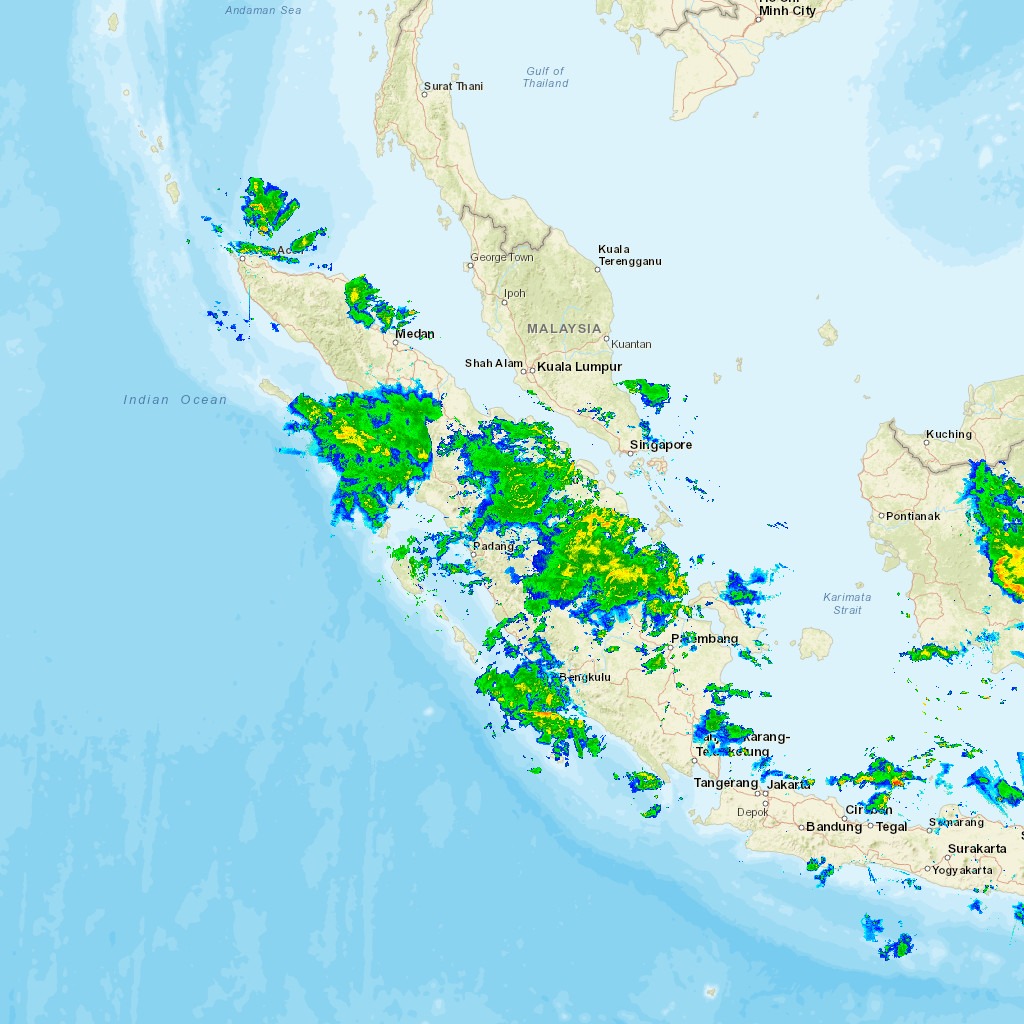 Andaman Sea
Minh City
Gulf of
Thailand
Surat Thani
Kuala
Terengganu
George Town
Ipoh
MALAYSIA
Kuantan
Medan
Shah Alam
Kuala Lumpur
Indian Ocean
Kuching
Singapore
Pontianak
Padang
Karimata
Strait
Bengkulu
Tangerang
Jakarta
Depok
Bandung
Tegal
Semarang
Surakarta
Yogyakarta